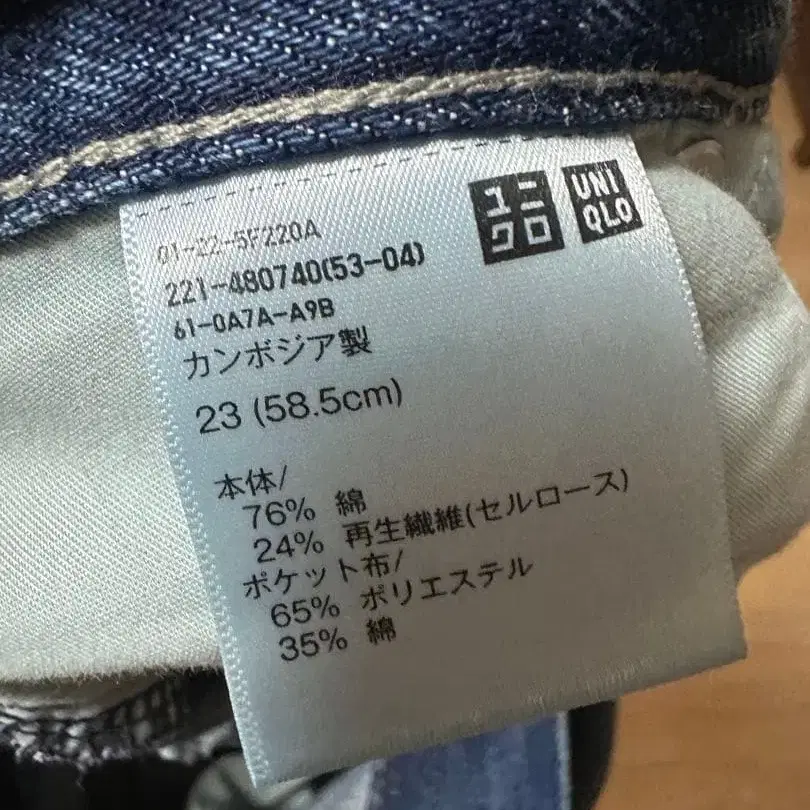 ユニクロ
UNIQLO
01-22-5F220A
221-480740(53-04)
61-0A7A-A9B
カンボジア製
23 (58.5cm)
本体/
76% 綿
24% 再生繊維(セルロース)
ポケット布/
65% ポリエステル
35% 綿